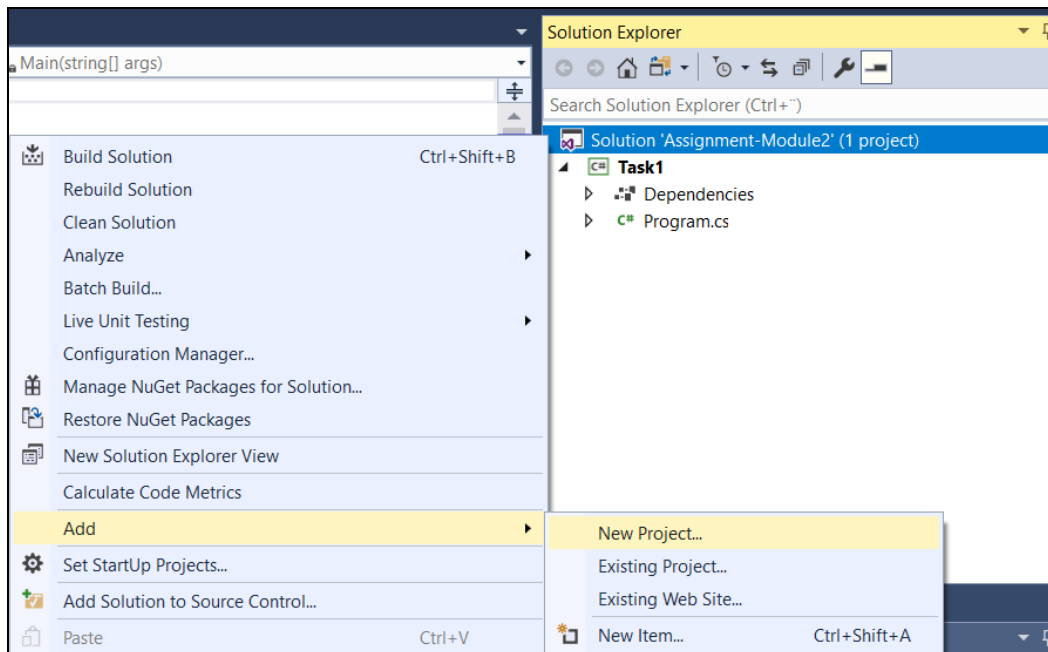 Main(string[] args)
Solution Explorer
Search Solution Explorer (Ctrl+¨)
Solution 'Assignment-Module2' (1 project)
C# Task1
Dependencies
C# Program.cs
Build Solution Ctrl+Shift+B
Rebuild Solution
Clean Solution
Analyze
Batch Build...
Live Unit Testing
Configuration Manager...
Manage NuGet Packages for Solution...
Restore NuGet Packages
New Solution Explorer View
Calculate Code Metrics
Add
Set StartUp Projects...
Add Solution to Source Control...
Paste Ctrl+V
New Project...
Existing Project...
Existing Web Site...
New Item... Ctrl+Shift+A